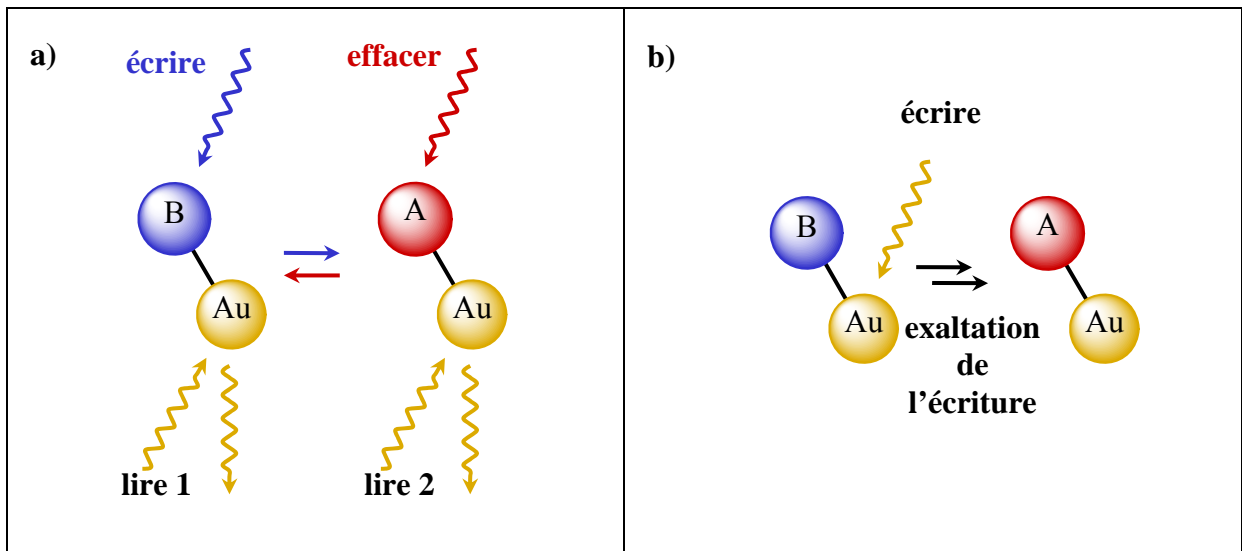 a)
écrire
effacer
B
A
Au
Au
lire 1
lire 2
b)
écrire
B
A
Au
Au
exaltation
de
l’écriture